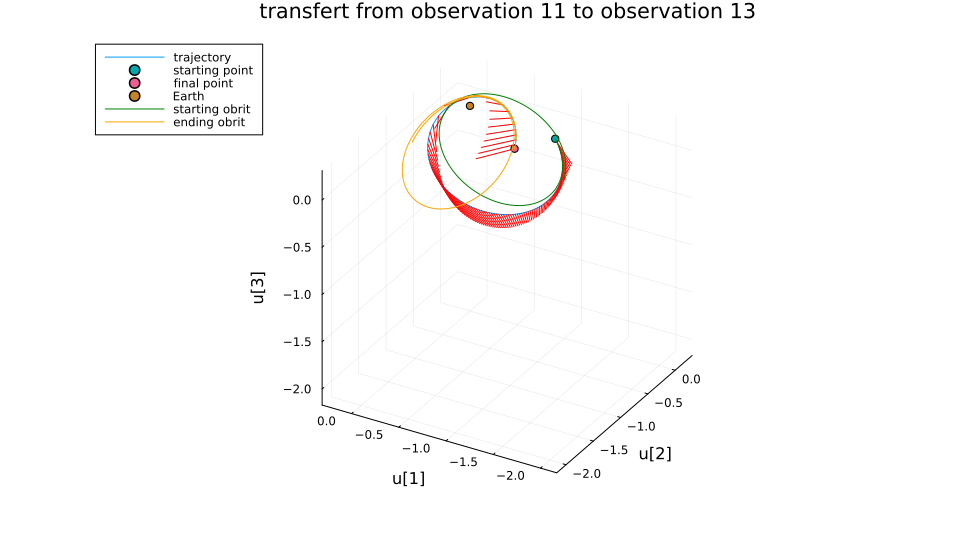 transfert from observation 11 to observation 13
trajectory
starting point
final point
Earth
starting obrit
ending obrit
0.0
−0.5
−1.0
−1.5
−2.0
u[3]
0.0
−0.5
−1.0
−1.5
−2.0
u[1]
0.0
−0.5
−1.0
−1.5
−2.0
u[2]